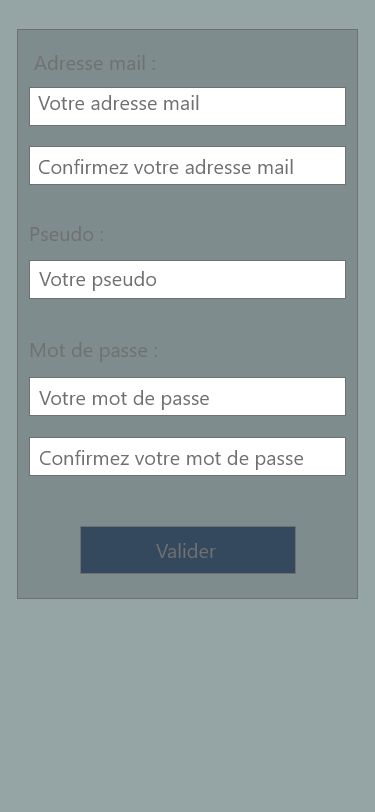 Adresse mail :
Votre adresse mail
Confirmez votre adresse mail
Pseudo :
Votre pseudo
Mot de passe :
Votre mot de passe
Confirmez votre mot de passe
Valider